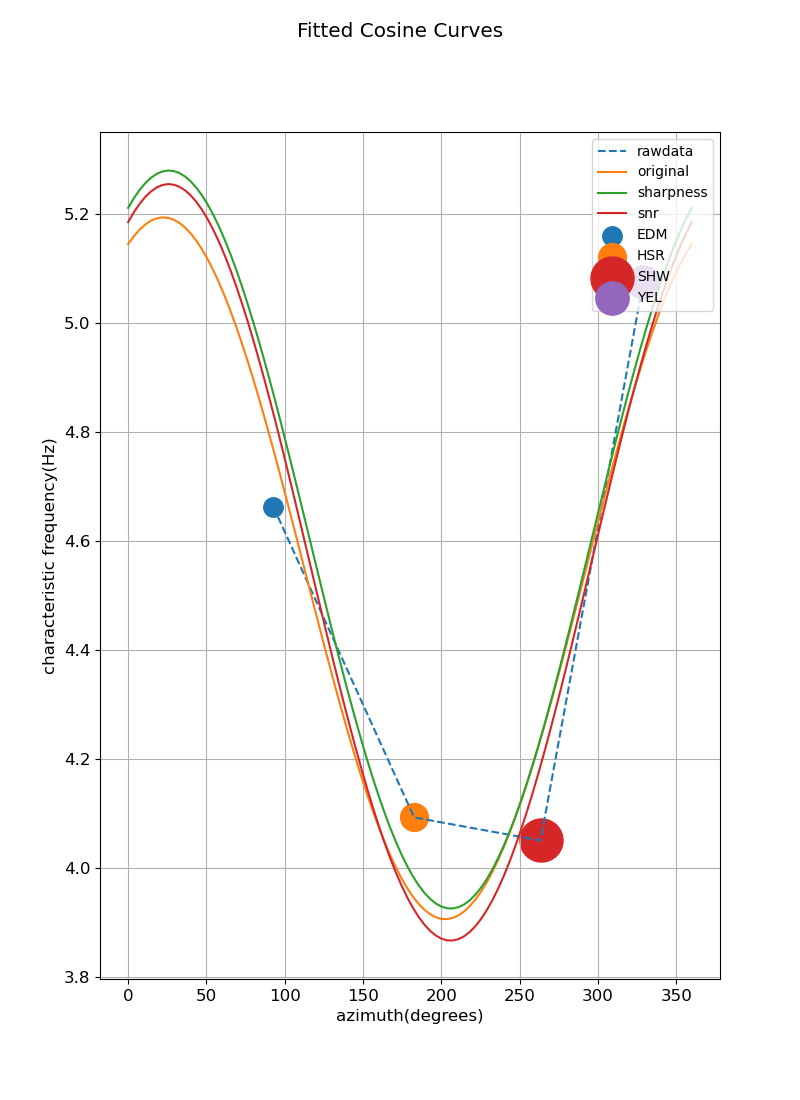 Fitted Cosine Curves
rawdata
original
sharpness
snr
EDM
HSR
SHW
YEL
5.2
5.0
4.8
4.6
4.4
4.2
4.0
3.8
characteristic frequency(Hz)
0 50 100 150 200 250 300 350
azimuth(degrees)